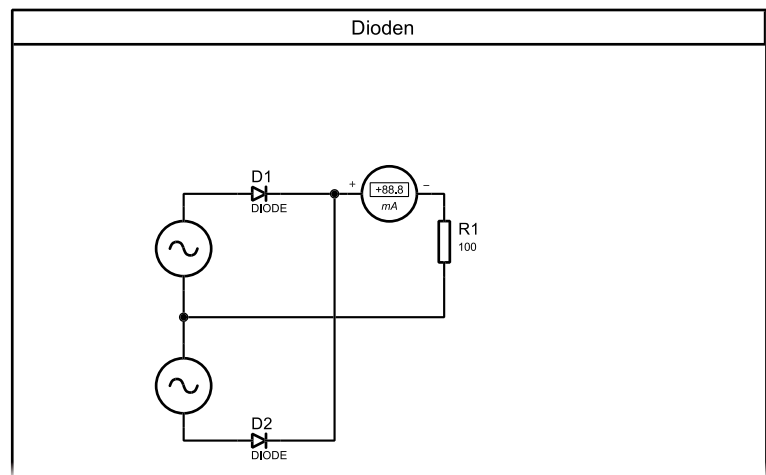 Dioden
D1
DIODE
+ +88.8 −
mA
R1
100
D2
DIODE